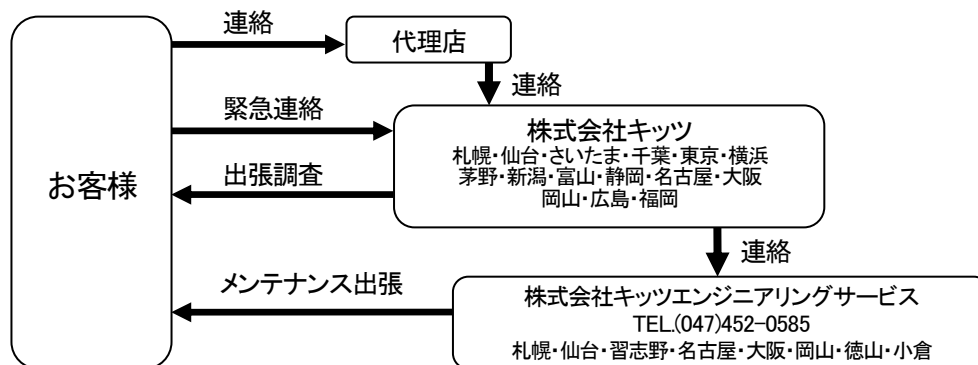 連絡
代理店
連絡
緊急連絡
株式会社キッツ
札幌・仙台・さいたま・千葉・東京・横浜
茅野・新潟・富山・静岡・名古屋・大阪
岡山・広島・福岡
お客様
出張調査
連絡
メンテナンス出張
株式会社キッツエンジニアリングサービス
TEL.(047)452-0585
札幌・仙台・習志野・名古屋・大阪・岡山・徳山・小倉